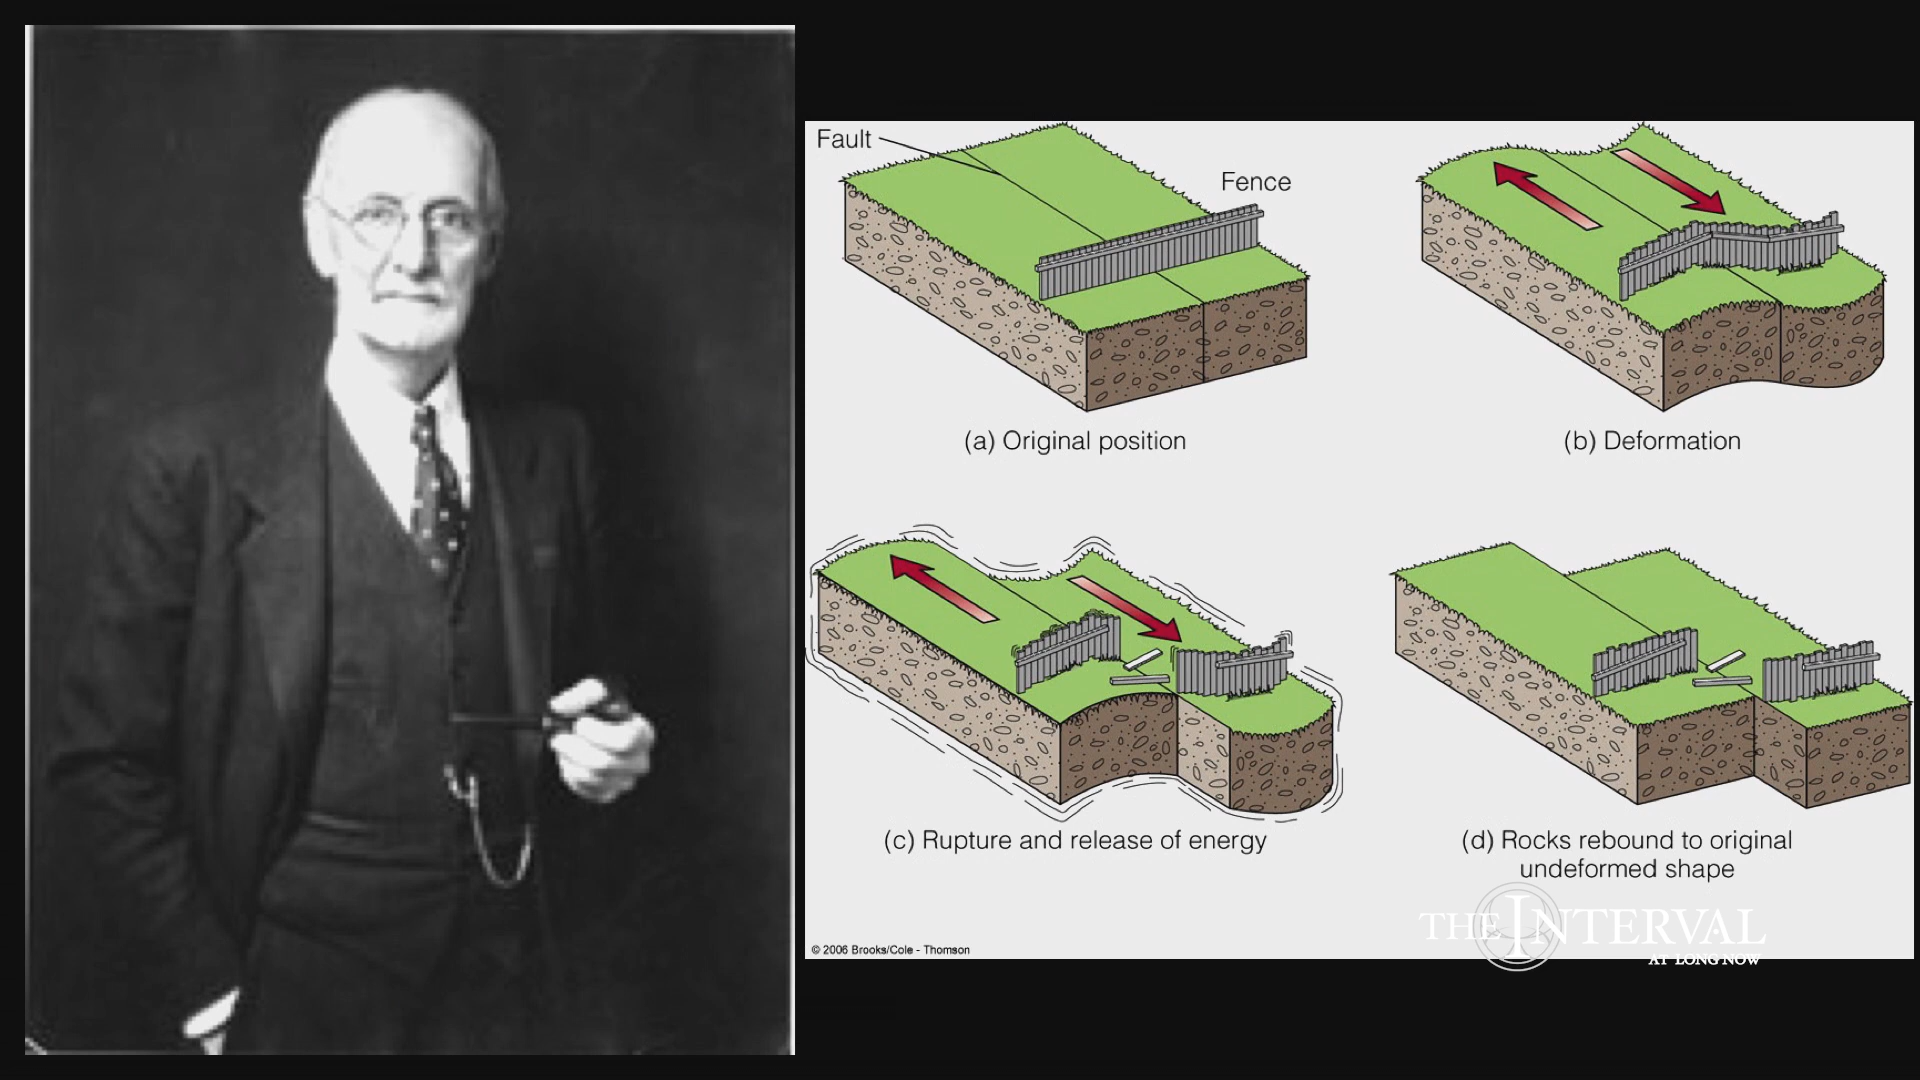 Fault
Fence
(a) Original position
(b) Deformation
(c) Rupture and release of energy
(d) Rocks rebound to original
undeformed shape
© 2006 Brooks/Cole - Thomson
THE INTERVAL
AT LONG NOW